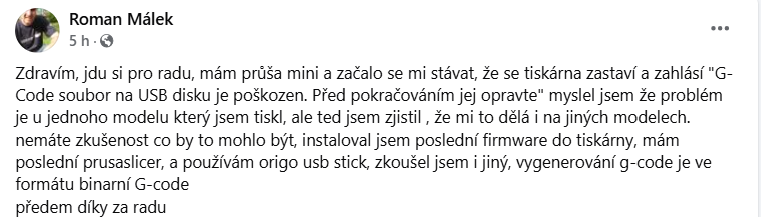 Roman Málek
5 h ·
Zdravím, jdu si pro radu, mám průša mini a začalo se mi stávat, že se tiskárna zastaví a zahlásí "G-
Code soubor na USB disku je poškozen. Před pokračováním jej opravte" myslel jsem že problém
je u jednoho modelu který jsem tiskl, ale ted jsem zjistil , že mi to dělá i na jiných modelech.
nemáte zkušenost co by to mohlo být, instaloval jsem poslední firmware do tiskárny, mám
poslední prusaslicer, a používám origo usb stick, zkoušel jsem i jiný, vygenerování g-code je ve
formátu binarní G-code
předem díky za radu